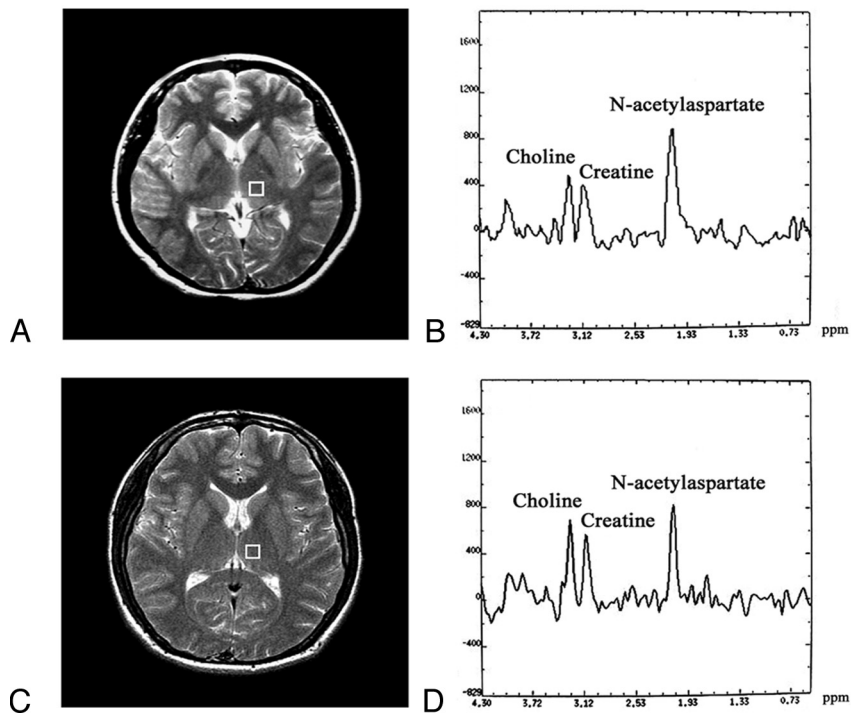 A
B
1600
1200
N-acetylaspartate
800
Choline
Creatine
400
0
-400
-829
4,30 3,72 3,12 2,53 1,93 1,33 0,73 ppm
C
D
1600
1200
N-acetylaspartate
800
Choline
Creatine
400
0
-400
-829
4,30 3,72 3,12 2,53 1,93 1,33 0,73 ppm